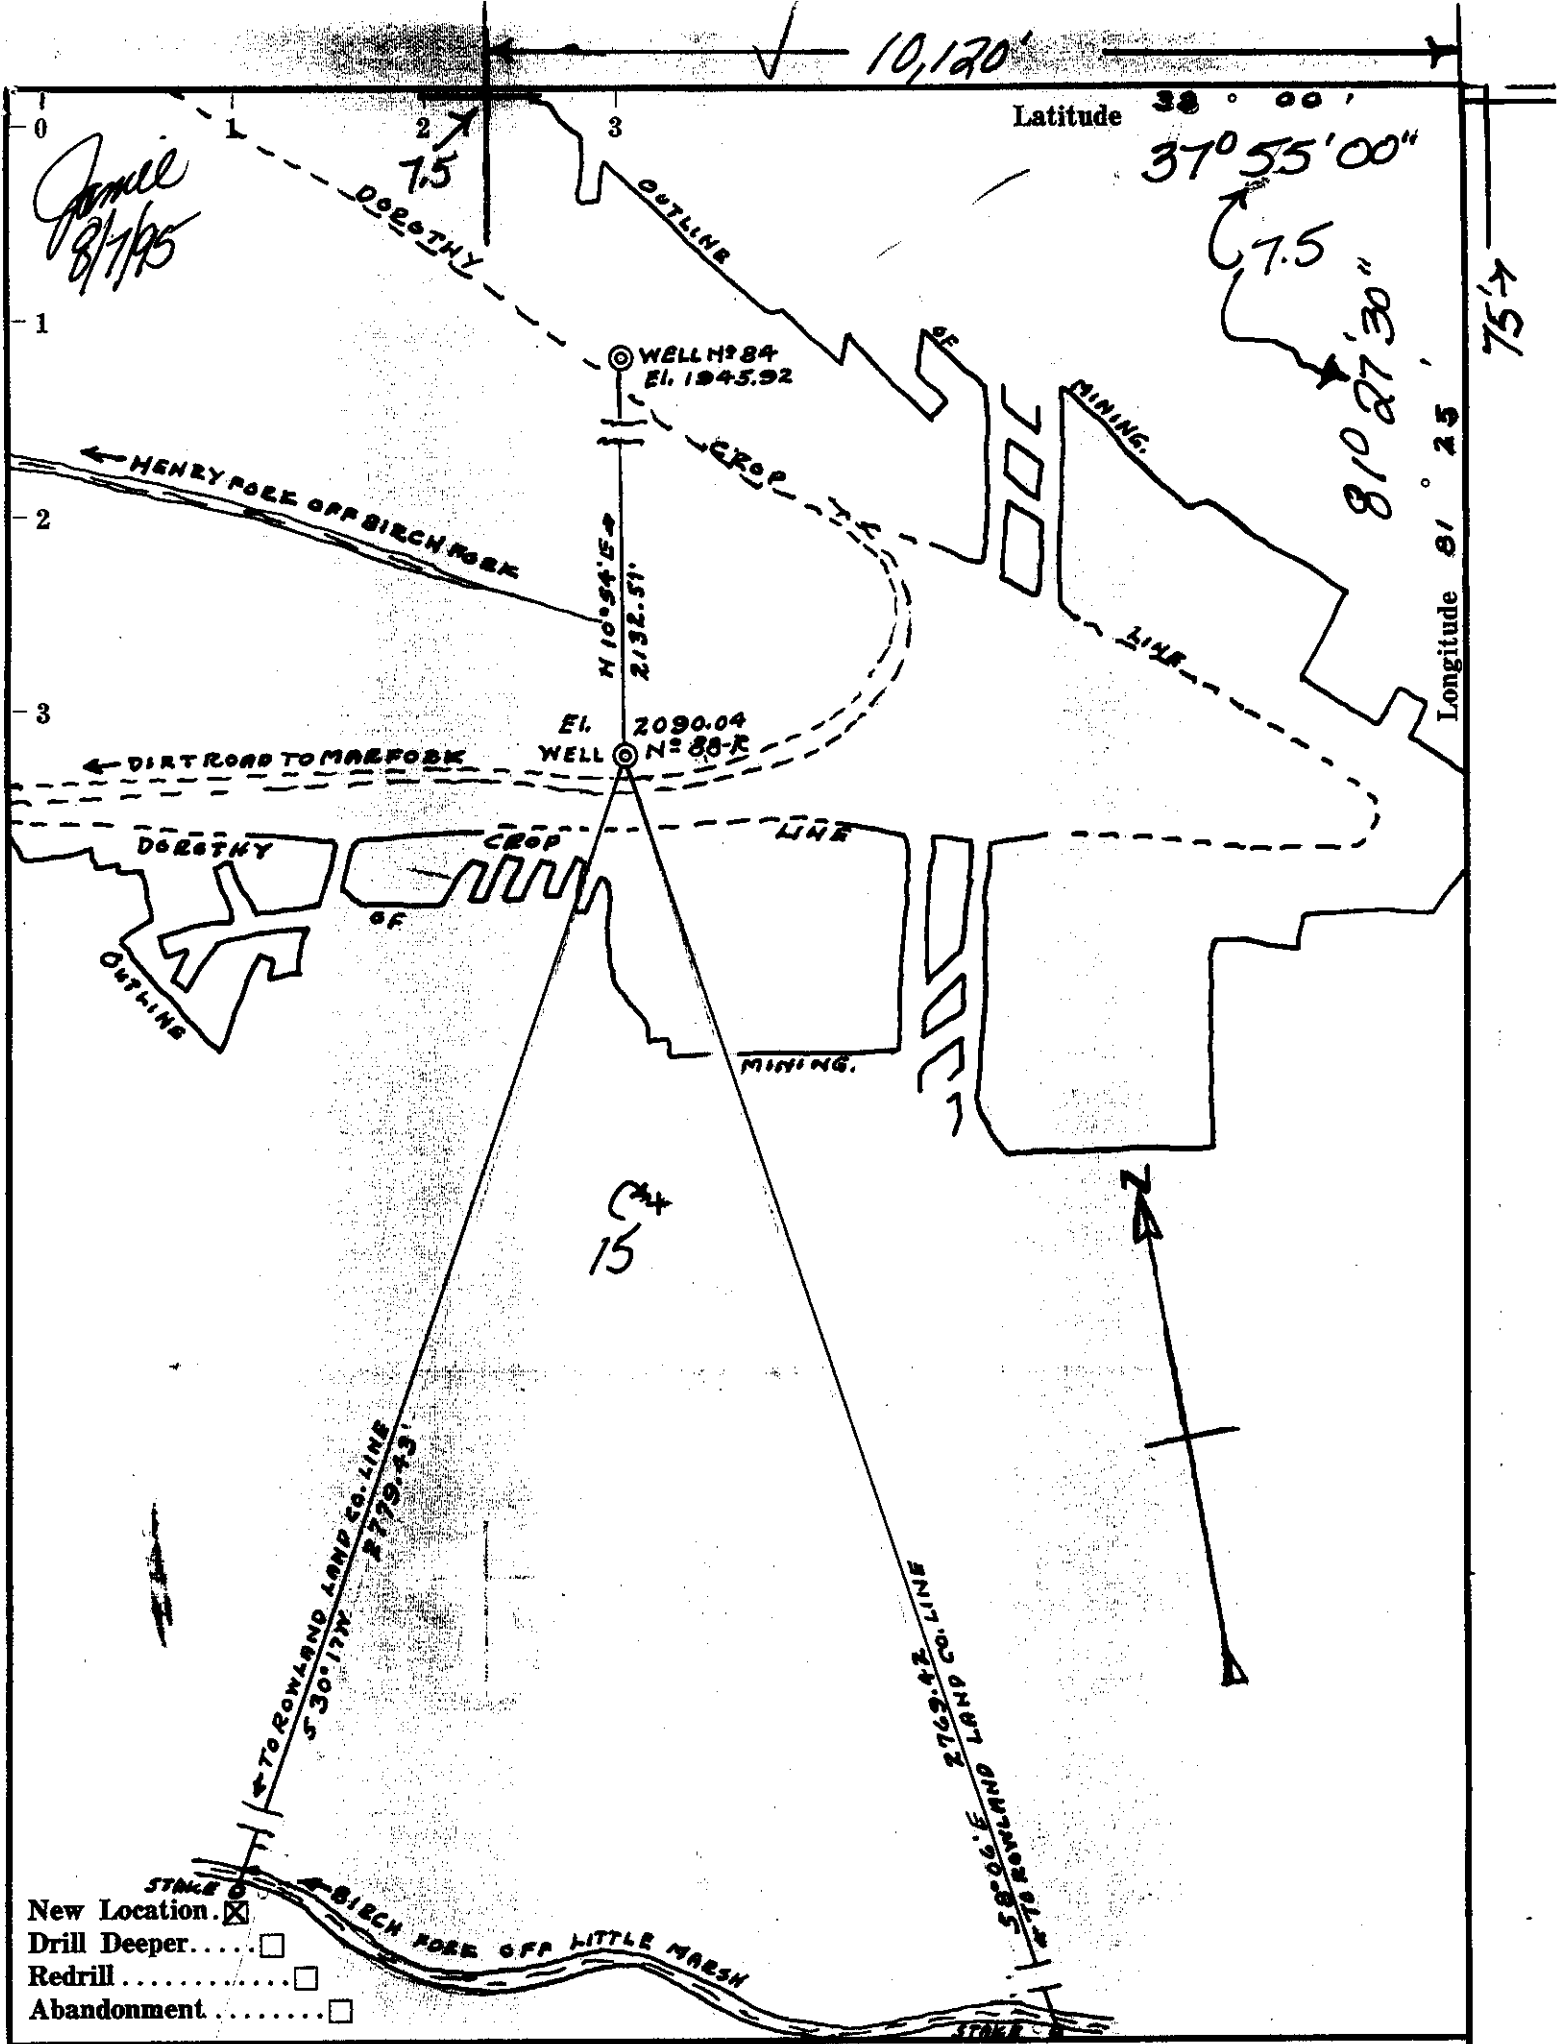 10,120'
Latitude 38 ° 00 '
37° 55' 00"
7.5
0
1
2
3
7.5
8/7/95
DOROTHY
OUTLINE
OF
MINING.
1
2
3
WELL Nº 84
El. 1945.92
CROP
LINE
81° 27' 30"
Longitude 81 ° 25 '
HENRY FORK OFF BIRCH FORK
N 10°54' E
2132.51'
El. 2090.04
WELL Nº 88-R
DIRT ROAD TO MARFORK
DOROTHY
CROP
LINE
OF
OUTLINE
MINING.
15
N
TO ROWLAND LAND CO. LINE
2779.43'
S 30°17'W
2769.42
TO ROWLAND LAND CO. LINE
S 8°06' E
STAKE
BIRCH FORK OFF LITTLE MARSH
STAKE
New Location. ☒
Drill Deeper..... ☐
Redrill ............ ☐
Abandonment......... ☐